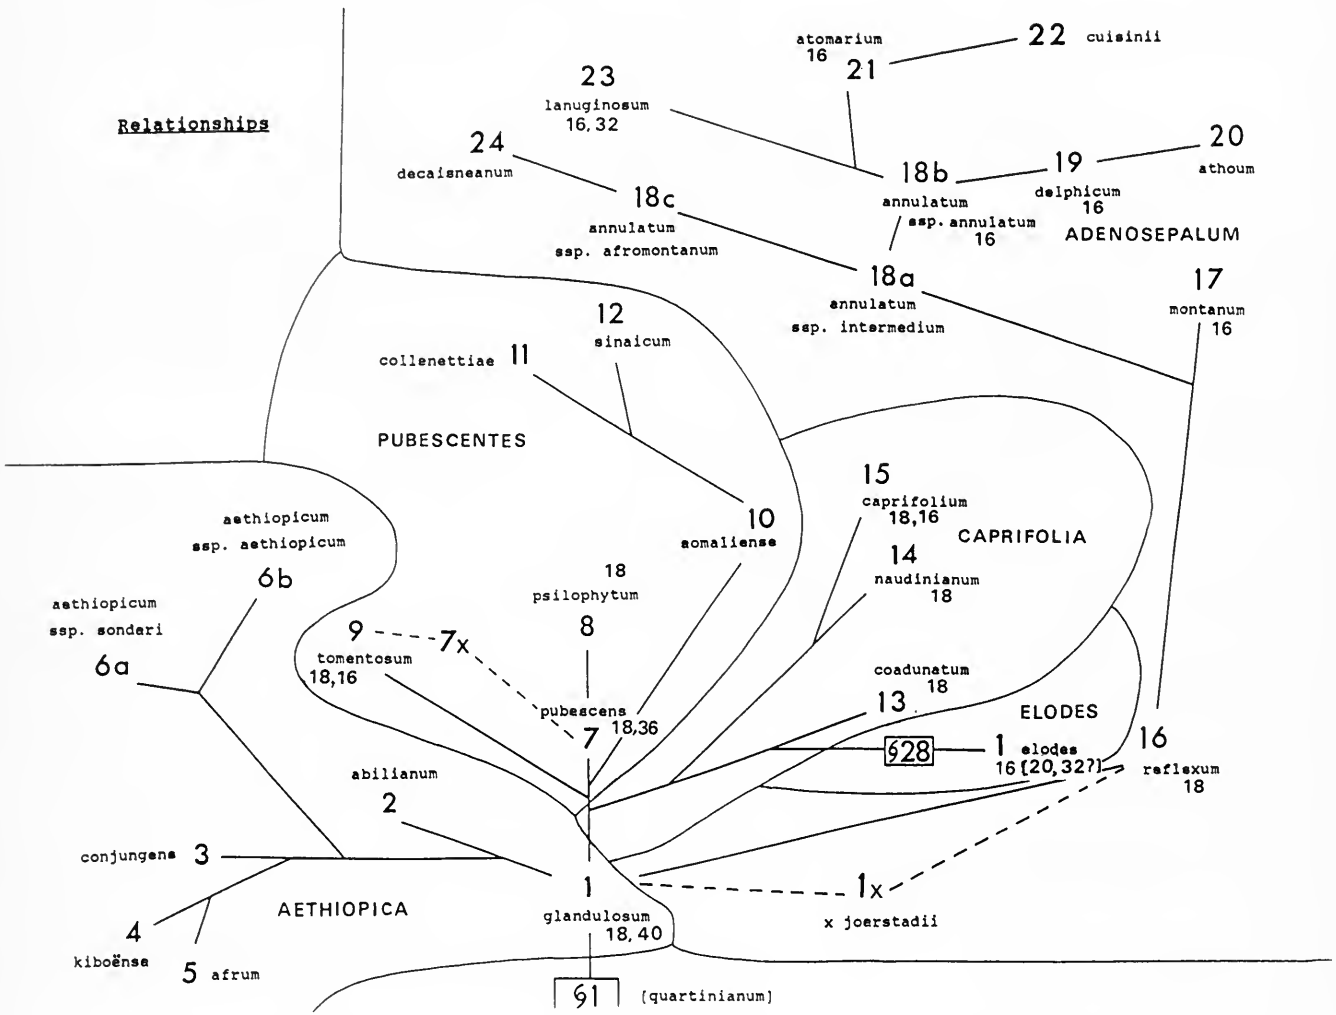 Relationships
atomarium
16
21
22 cuisinii
23
lanuginosum
16, 32
24
decaisneanum
18c
annulatum
ssp. afromontanum
18b
annulatum
ssp. annulatum
16
19
delphicum
16
20
athoum
ADENOSEPALUM
18a
annulatum
ssp. intermedium
17
montanum
16
12
sinaicum
collenettiae 11
PUBESCENTES
10
somaliense
15
caprifolium
18,16
CAPRIFOLIA
14
naudinianum
18
aethiopicum
ssp. aethiopicum
6b
aethiopicum
ssp. sonderi
6a
18
psilophytum
8
9
tomentosum
18,16
7x
pubescens
18,36
7
coadunatum
18
13
ELODES
§28
1 elodes
16 [20, 32?]
16
reflexum
18
abilianum
2
conjungens 3
AETHIOPICA
4
kiboënse
5 afrum
1
glandulosum
18, 40
1x
x joerstadii
§1 [quartinianum]